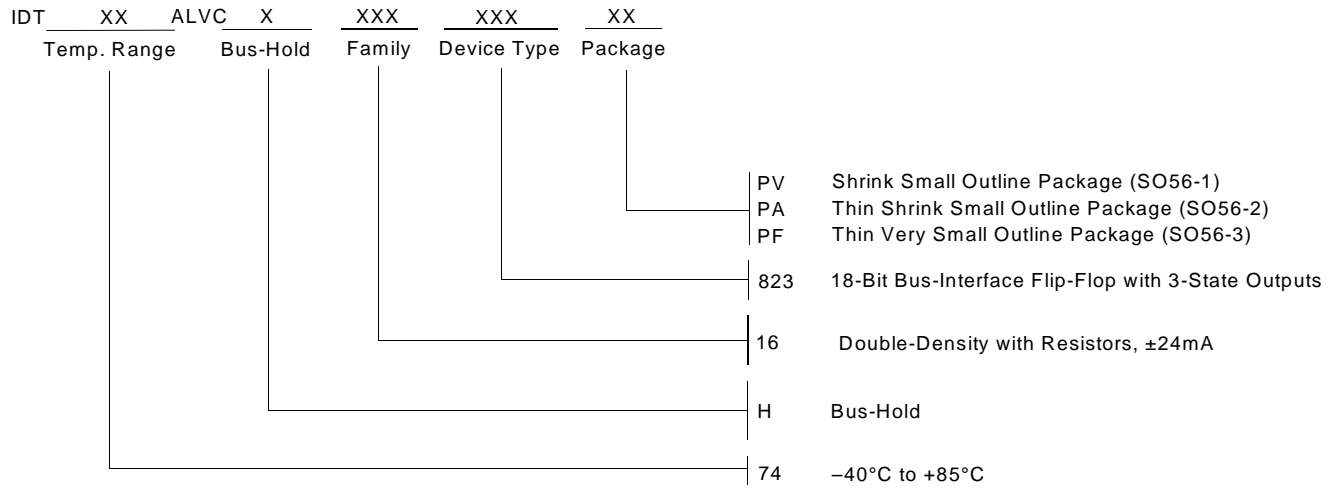 IDT XX ALVC X XXX XXX XX
Temp. Range Bus-Hold Family Device Type Package
PV Shrink Small Outline Package (SO56-1)
PA Thin Shrink Small Outline Package (SO56-2)
PF Thin Very Small Outline Package (SO56-3)
823 18-Bit Bus-Interface Flip-Flop with 3-State Outputs
16 Double-Density with Resistors, ±24mA
H Bus-Hold
74 –40°C to +85°C